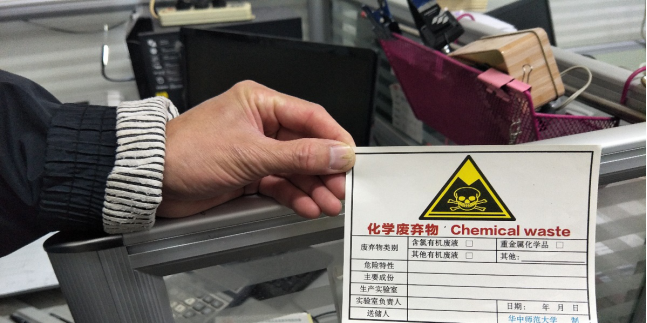 化学废弃物 Chemical waste
废弃物类别 含氯有机废液 □ 重金属化学品 □
其他有机废液 □ 其他:
危险特性
主要成份
生产实验室
实验室负责人 日期: 年 月 日
送储人 华中师范大学 制